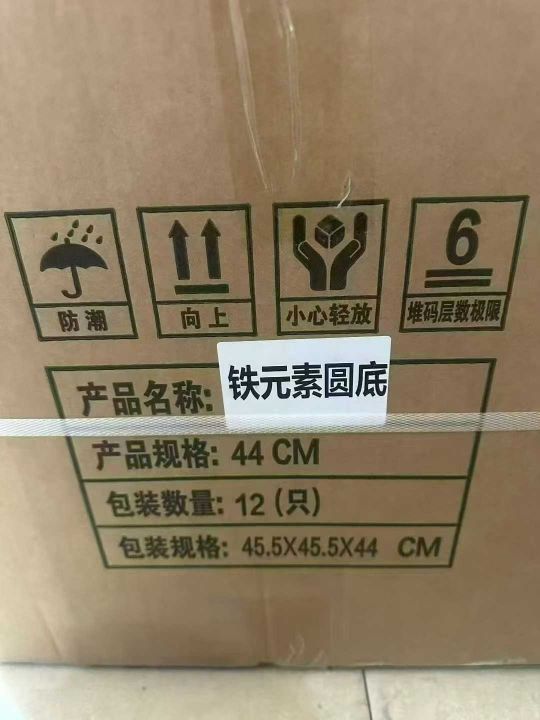 6
防潮
向上
小心轻放
堆码层数极限
产品名称: 铁元素圆底
产品规格: 44 CM
包装数量: 12 (只)
包装规格: 45.5X45.5X44 CM